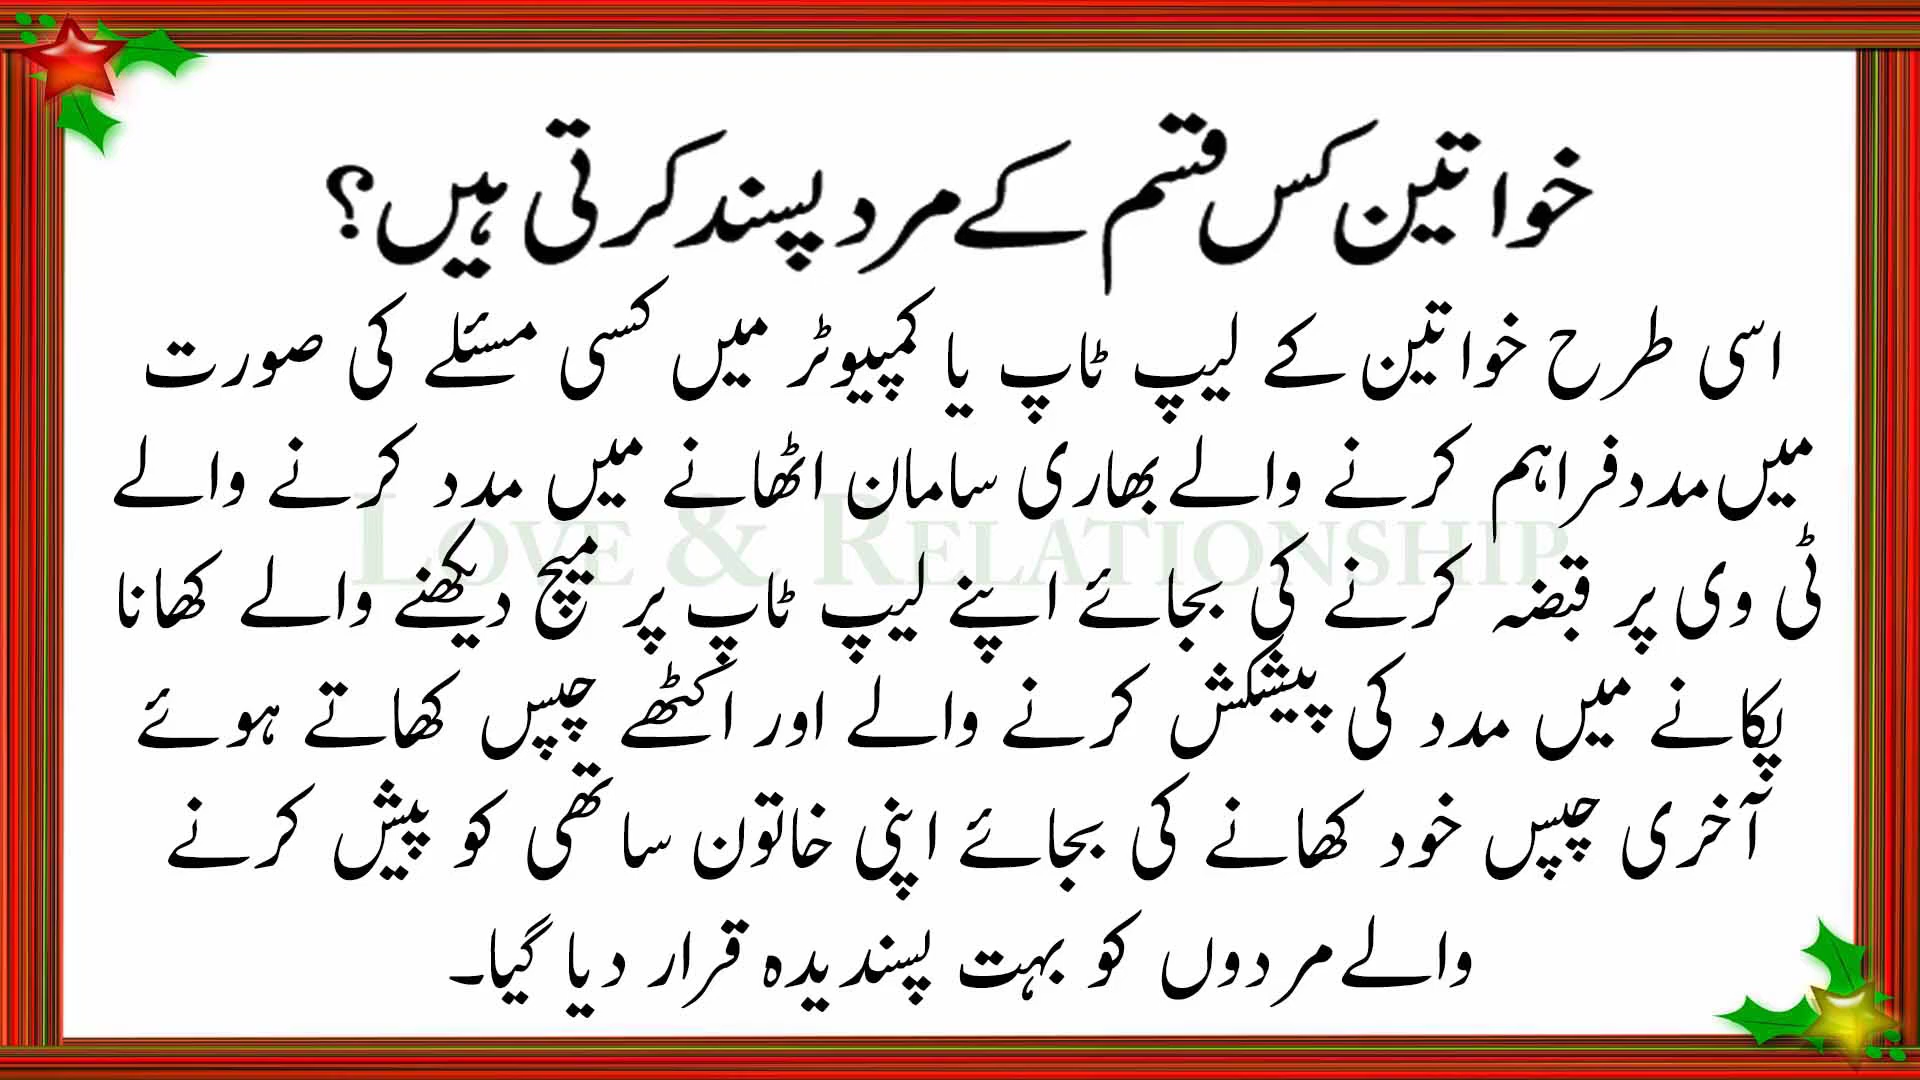 خواتین کس قسم کے مرد پسند کرتی ہیں؟
اسی طرح خواتین کے لیپ ٹاپ یا کمپیوٹر میں کسی مسئلے کی صورت
میں مدد فراہم کرنے والے بھاری سامان اٹھانے میں مدد کرنے والے
LOVE & RELATIONSHIP
ٹی وی پر قبضہ کرنے کی بجائے اپنے لیپ ٹاپ پر میچ دیکھنے والے کھانا
پکانے میں مدد کی پیشکش کرنے والے اور اکٹھے چپس کھاتے ہوئے
آخری چپس خود کھانے کی بجائے اپنی خاتون ساتھی کو پیش کرنے
والے مردوں کو بہت پسندیدہ قرار دیا گیا۔